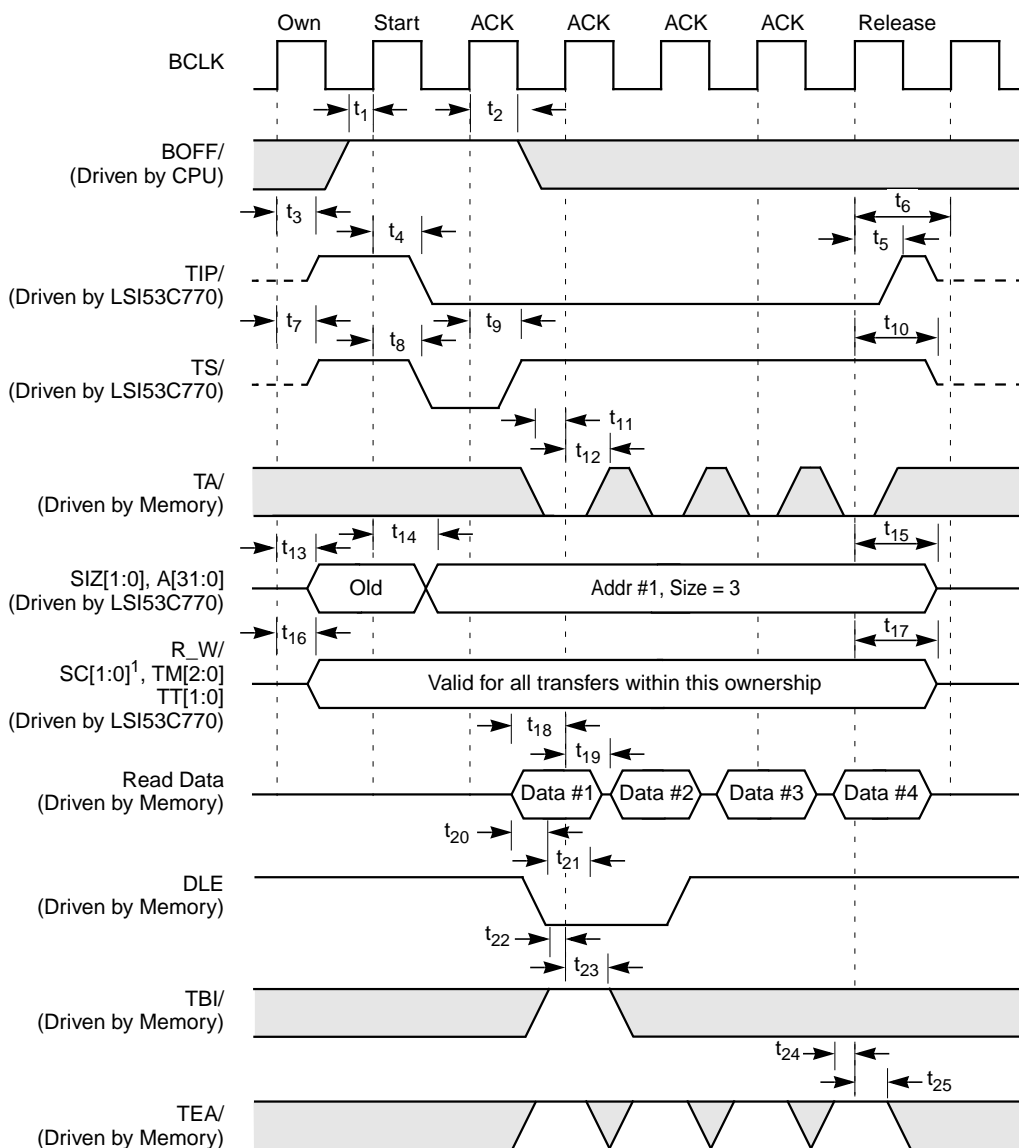 Own Start ACK ACK ACK ACK Release
BCLK
t1 t2
BOFF/
(Driven by CPU)
t3 t4 t6
t5
TIP/
(Driven by LSI53C770)
t7 t8 t9 t10
TS/
(Driven by LSI53C770)
t11
t12
TA/
(Driven by Memory)
t13 t14 t15
SIZ[1:0], A[31:0]
(Driven by LSI53C770)
Old Addr #1, Size = 3
t16 t17
R_W/
SC[1:0]1, TM[2:0]
TT[1:0]
(Driven by LSI53C770)
Valid for all transfers within this ownership
t18
t19
Read Data
(Driven by Memory)
Data #1 Data #2 Data #3 Data #4
t20
t21
DLE
(Driven by Memory)
t22
t23
TBI/
(Driven by Memory)
t24
t25
TEA/
(Driven by Memory)